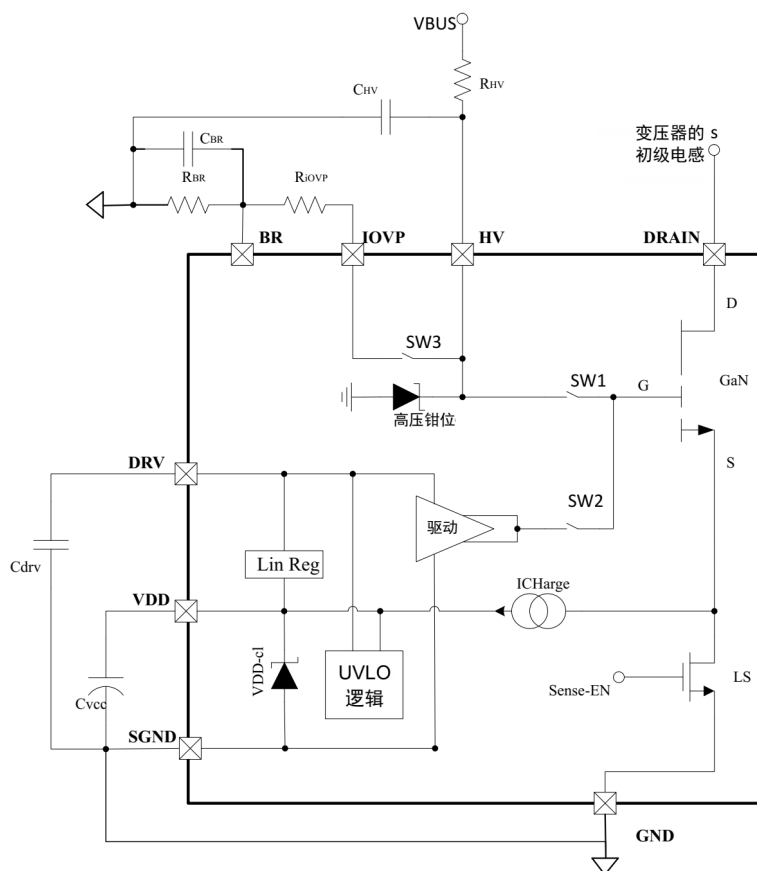 VBUS
CHV
RHV
变压器的 s
初级电感
CBR
RBR
RiOVP
BR
IOVP
HV
DRAIN
D
SW3
SW1
G
GaN
高压钳位
S
DRV
SW2
驱动
Cdrv
Lin Reg
ICHarge
VDD
VDD-cl
UVLO
逻辑
Sense-EN
LS
Cvcc
SGND
GND